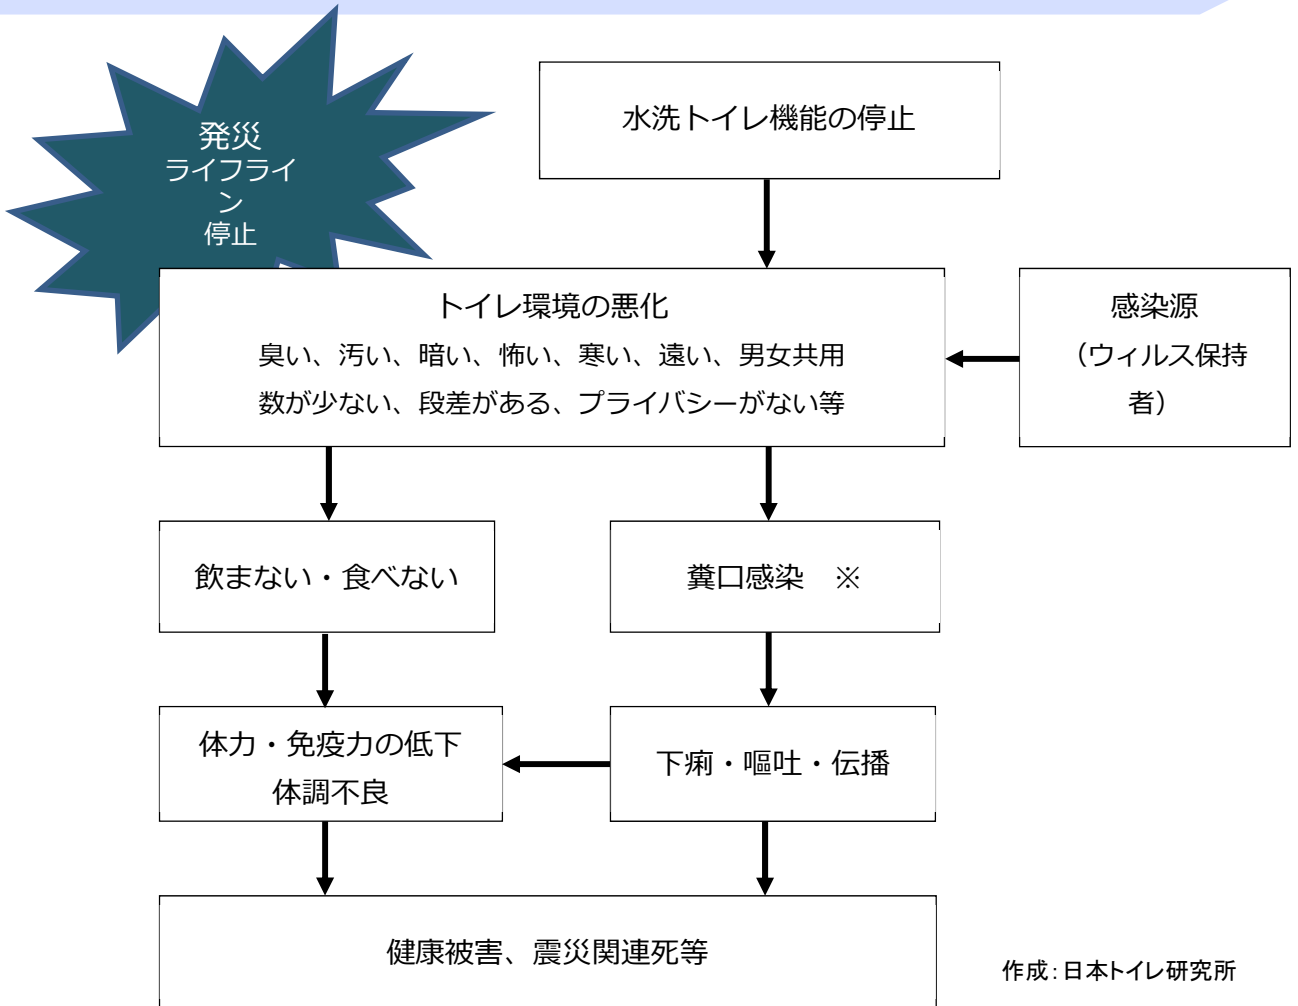 発災
ライフライ
ン
停止
水洗トイレ機能の停止
トイレ環境の悪化
臭い、汚い、暗い、怖い、寒い、遠い、男女共用
数が少ない、段差がある、プライバシーがない等
感染源
（ウィルス保持
者）
飲まない・食べない
糞口感染　※
体力・免疫力の低下
体調不良
下痢・嘔吐・伝播
健康被害、震災関連死等
作成：日本トイレ研究所